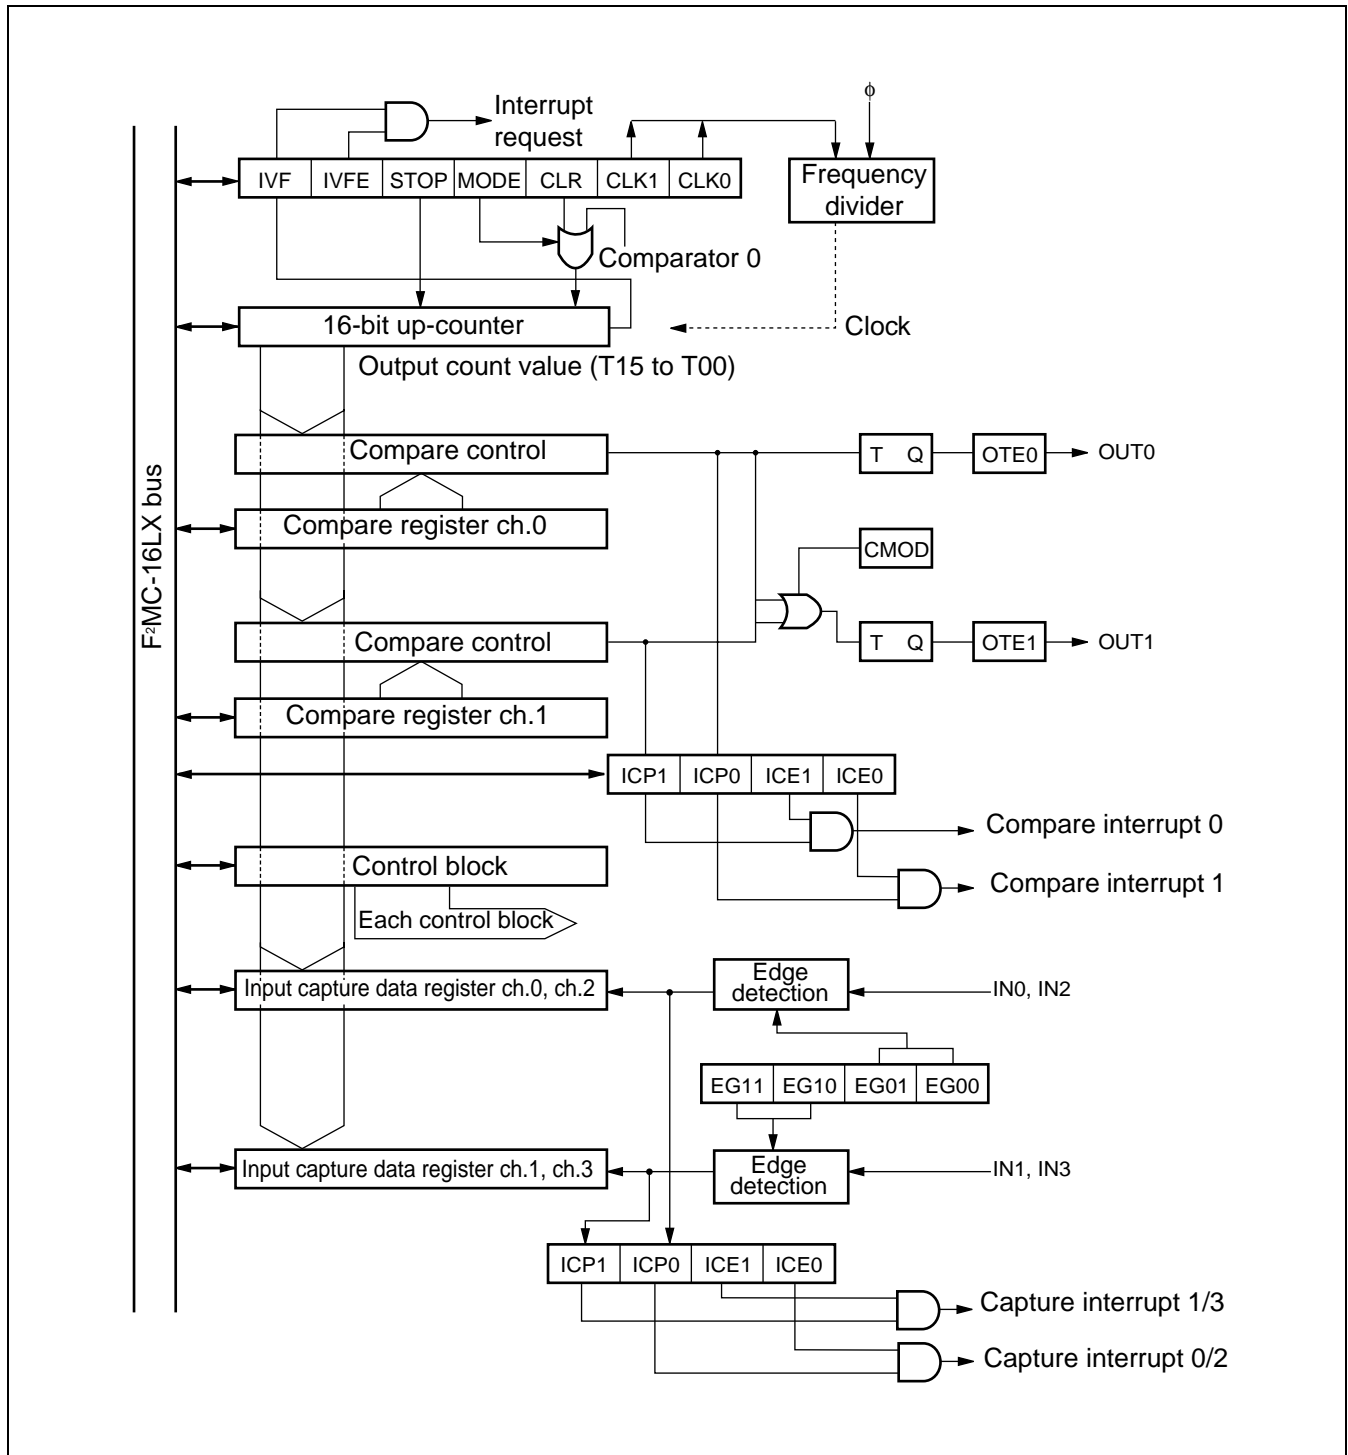 Interrupt
request
ϕ
IVF IVFE STOP MODE CLR CLK1 CLK0
Frequency
divider
Comparator 0
16-bit up-counter
Clock
Output count value (T15 to T00)
F²MC-16LX bus
Compare control
T Q OTE0 OUT0
Compare register ch.0
CMOD
Compare control
T Q OTE1 OUT1
Compare register ch.1
ICP1 ICP0 ICE1 ICE0
Compare interrupt 0
Control block
Compare interrupt 1
Each control block
Edge
detection
Input capture data register ch.0, ch.2
IN0, IN2
EG11 EG10 EG01 EG00
Edge
detection
Input capture data register ch.1, ch.3
IN1, IN3
ICP1 ICP0 ICE1 ICE0
Capture interrupt 1/3
Capture interrupt 0/2